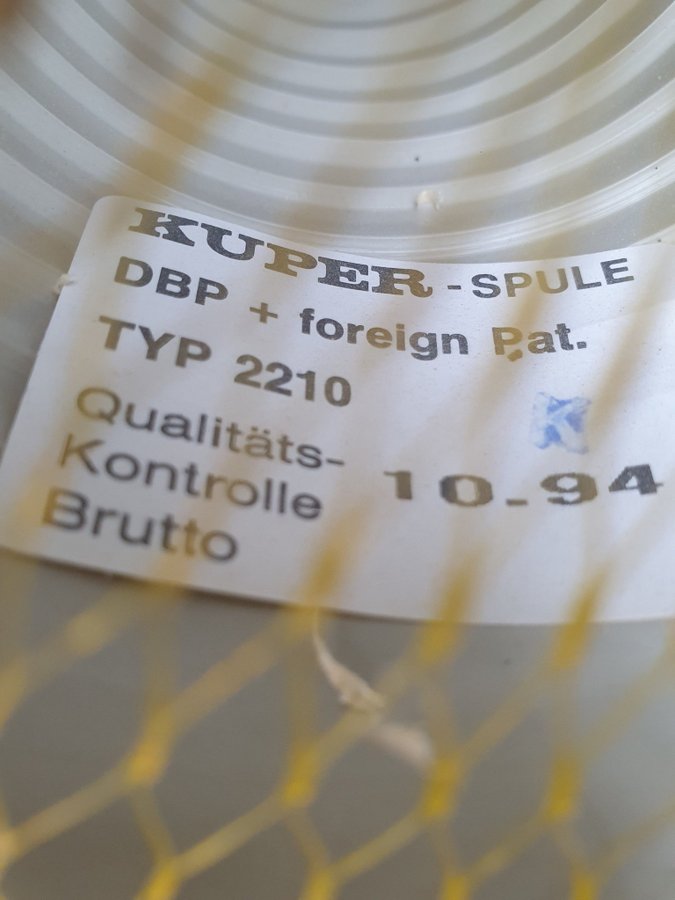 KUPER - SPULE
DBP + foreign Pat.
TYP 2210
K
Qualitäts-
Kontrolle 10-94
Brutto